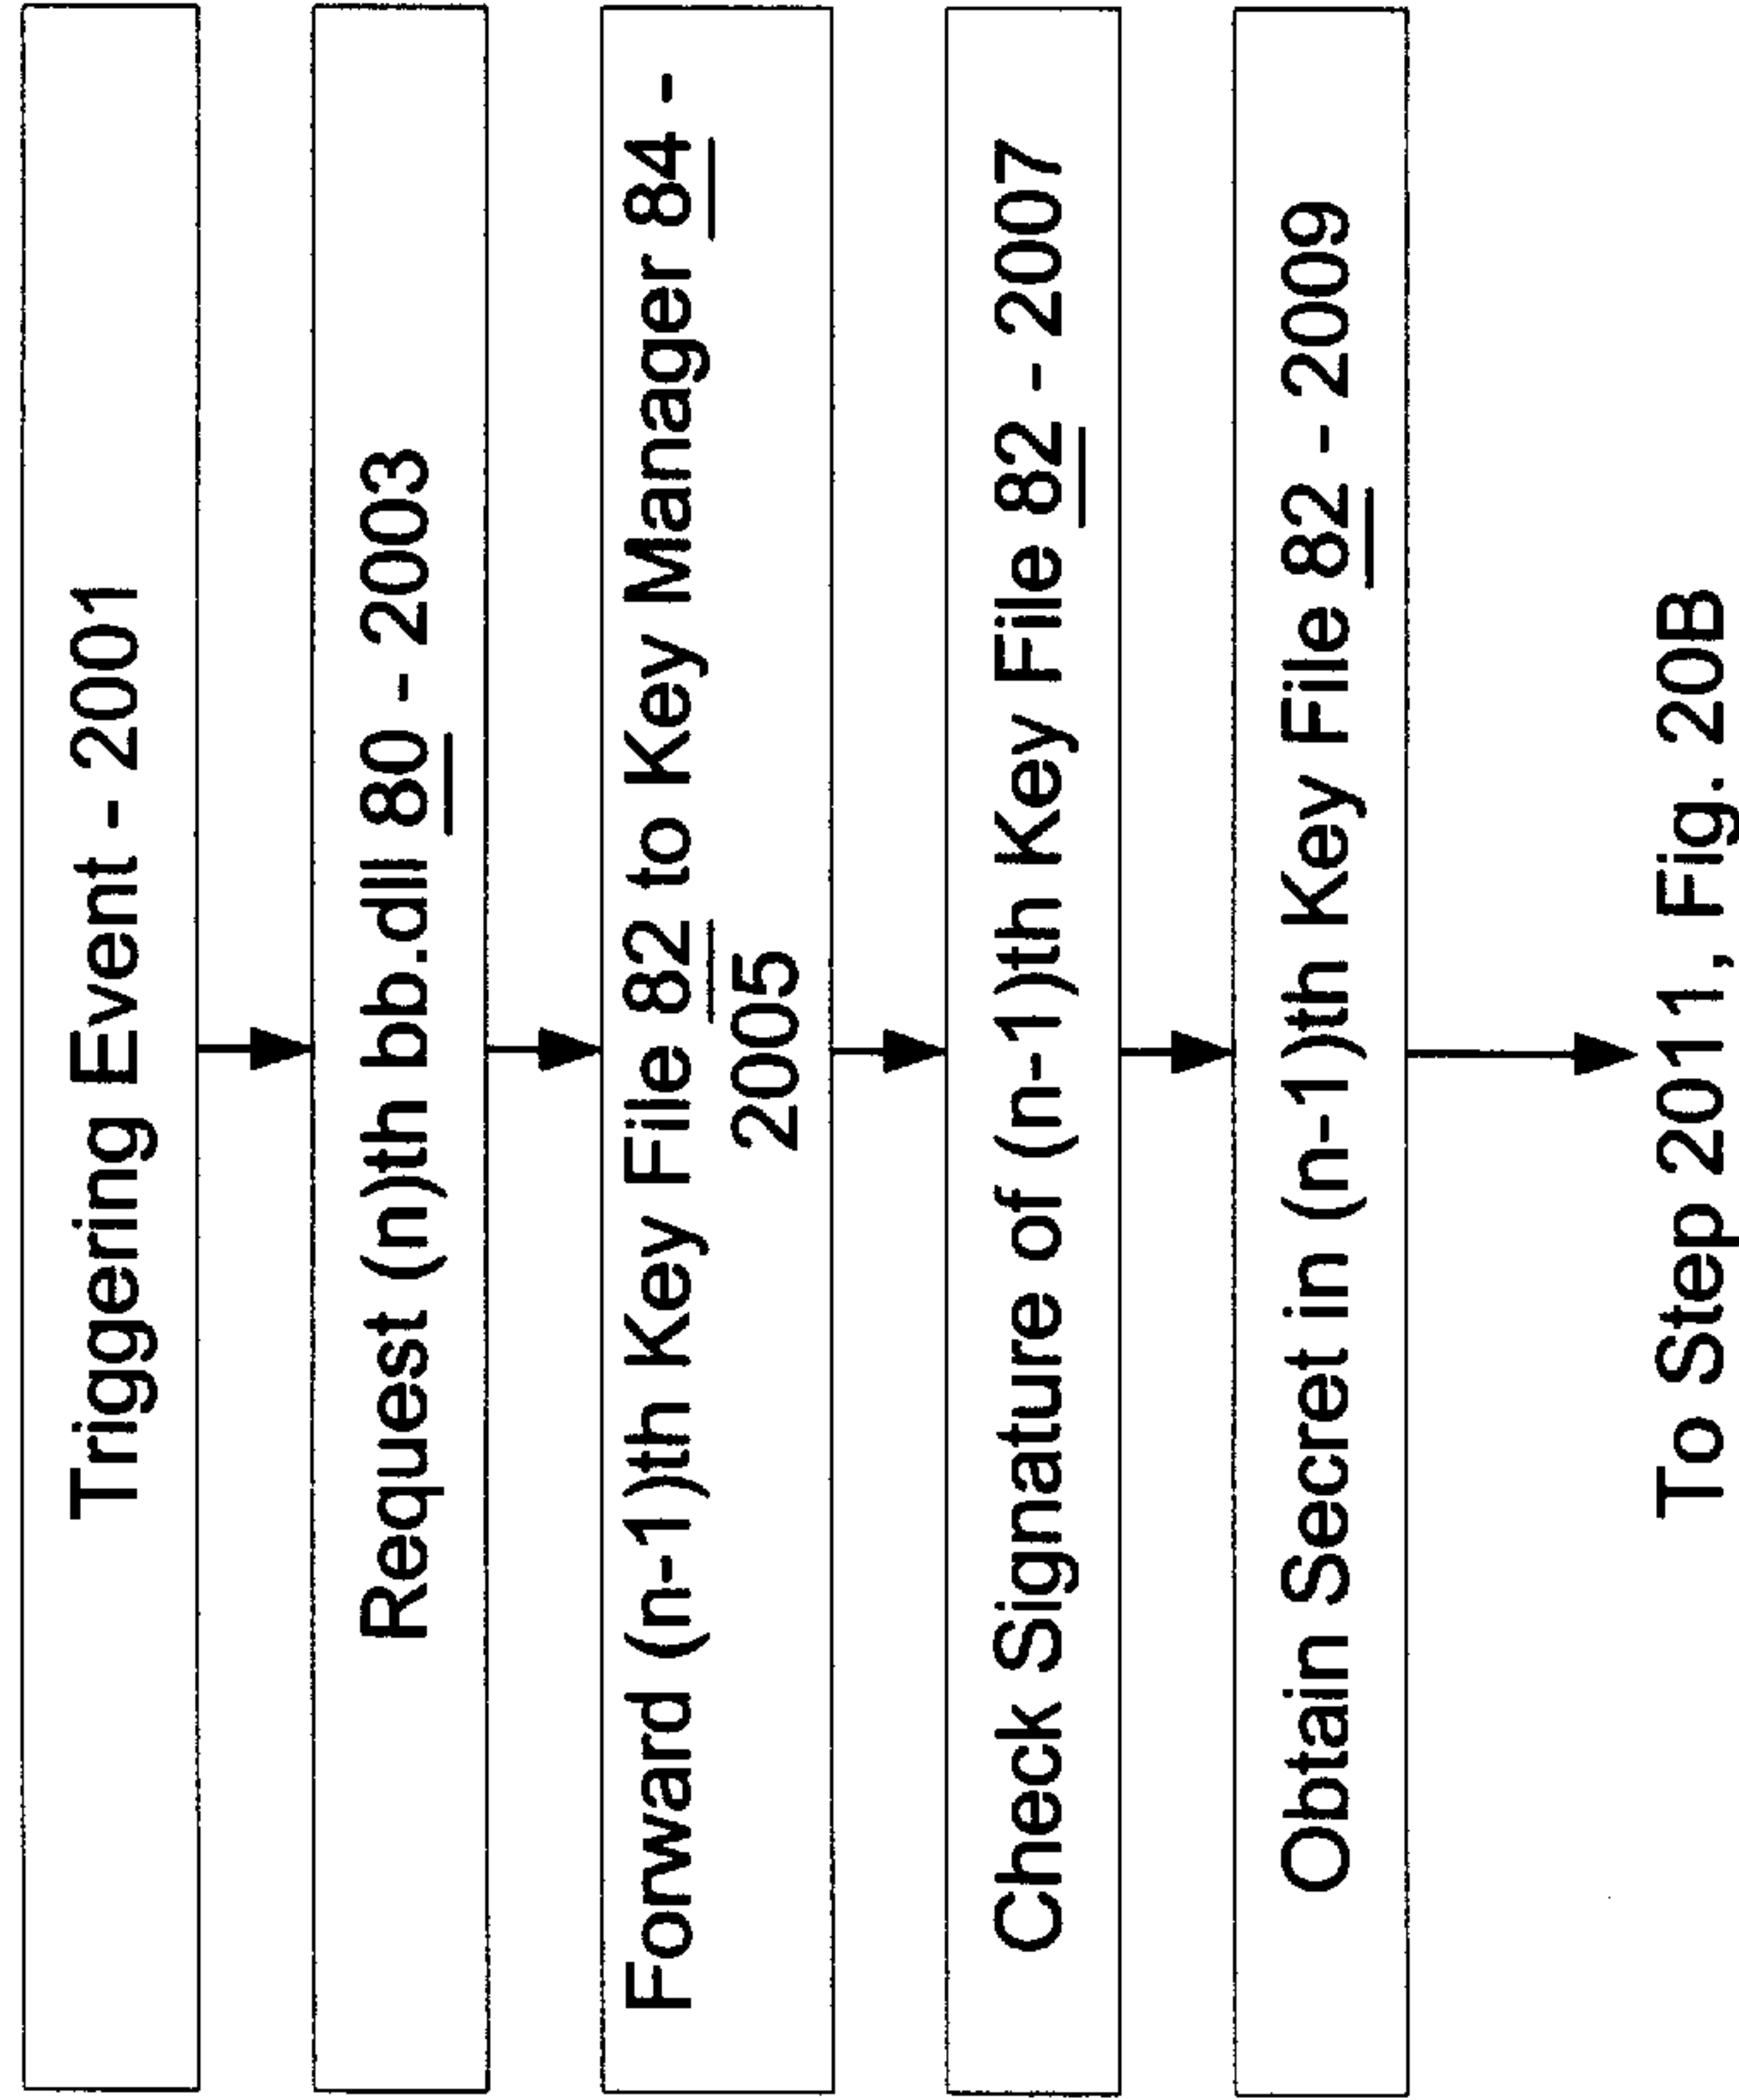 Triggering Event - 2001
Request (n)th bb.dll 80 - 2003
Forward (n-1)th Key File 82 to Key Manager 84 -
2005
Check Signature of (n-1)th Key File 82 - 2007
Obtain Secret in (n-1)th Key File 82 - 2009
To Step 2011, Fig. 20B